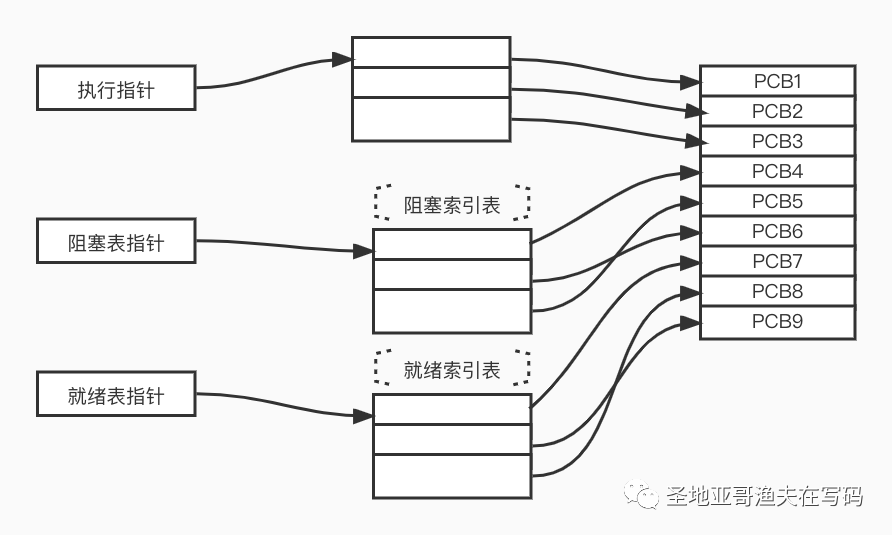 执行指针
PCB1
PCB2
PCB3
阻塞索引表
PCB4
PCB5
阻塞表指针
PCB6
PCB7
PCB8
PCB9
就绪索引表
就绪表指针
圣地亚哥渔夫在写码